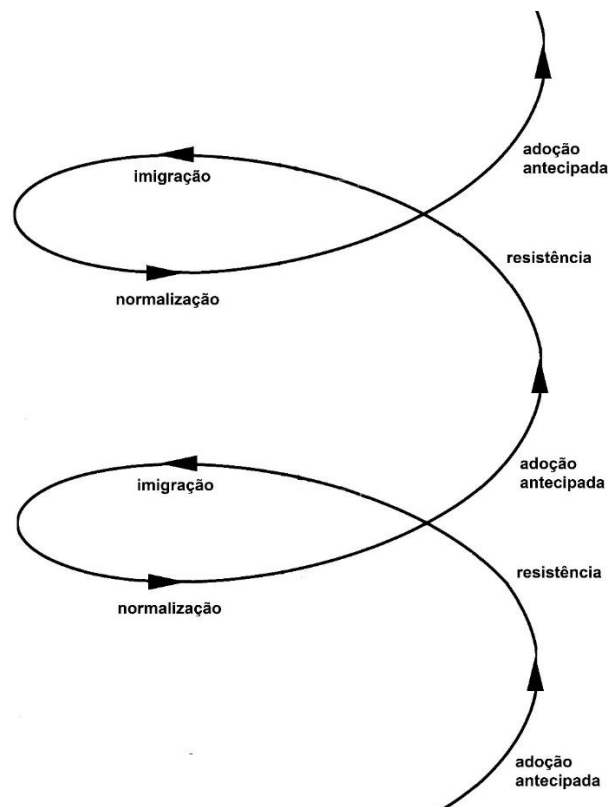 adoção
antecipada
imigração
resistência
normalização
adoção
antecipada
imigração
resistência
normalização
adoção
antecipada